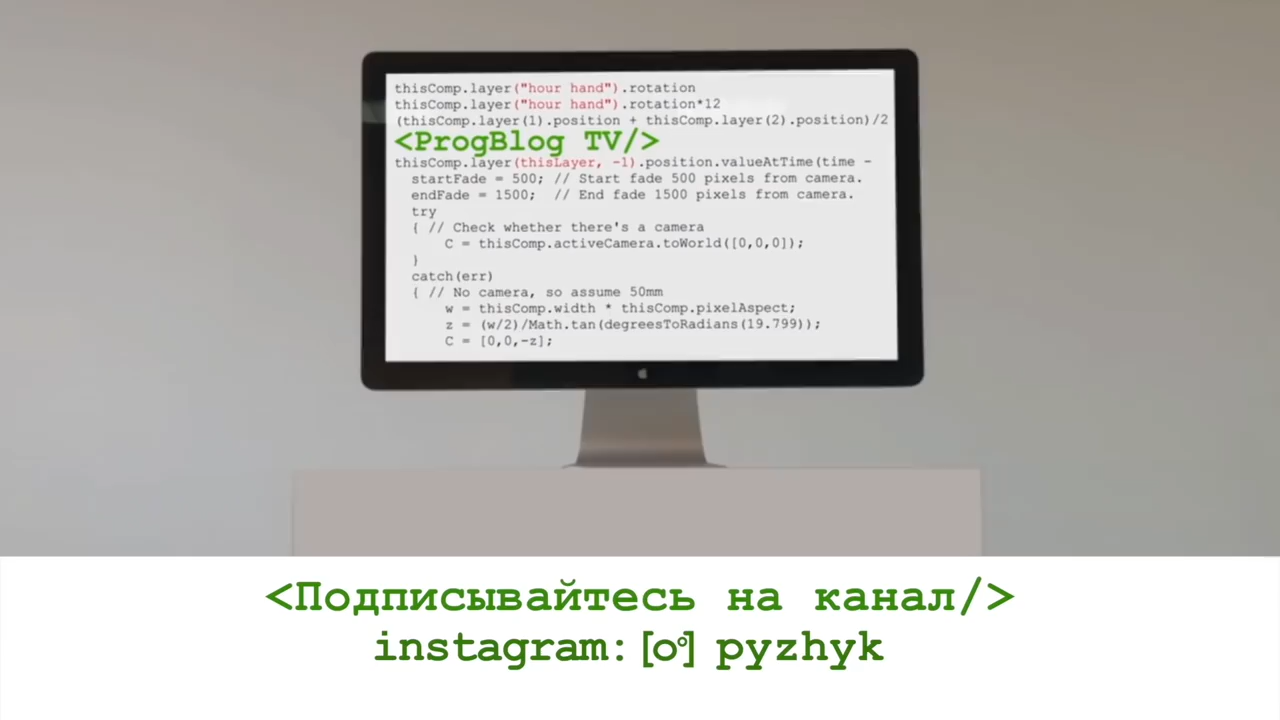 thisComp.layer("hour hand").rotation
thisComp.layer("hour hand").rotation*12
(thisComp.layer(1).position + thisComp.layer(2).position)/2
<ProgBlog TV/>
thisComp.layer(thisLayer, -1).position.valueAtTime(time -
startFade = 500; // Start fade 500 pixels from camera.
endFade = 1500; // End fade 1500 pixels from camera.
try
{ // Check whether there's a camera
C = thisComp.activeCamera.toWorld([0,0,0]);
}
catch(err)
{ // No camera, so assume 50mm
w = thisComp.width * thisComp.pixelAspect;
z = (w/2)/Math.tan(degreesToRadians(19.799));
C = [0,0,-z];
<Подписывайтесь на канал/>
instagram:[o°] pyzhyk